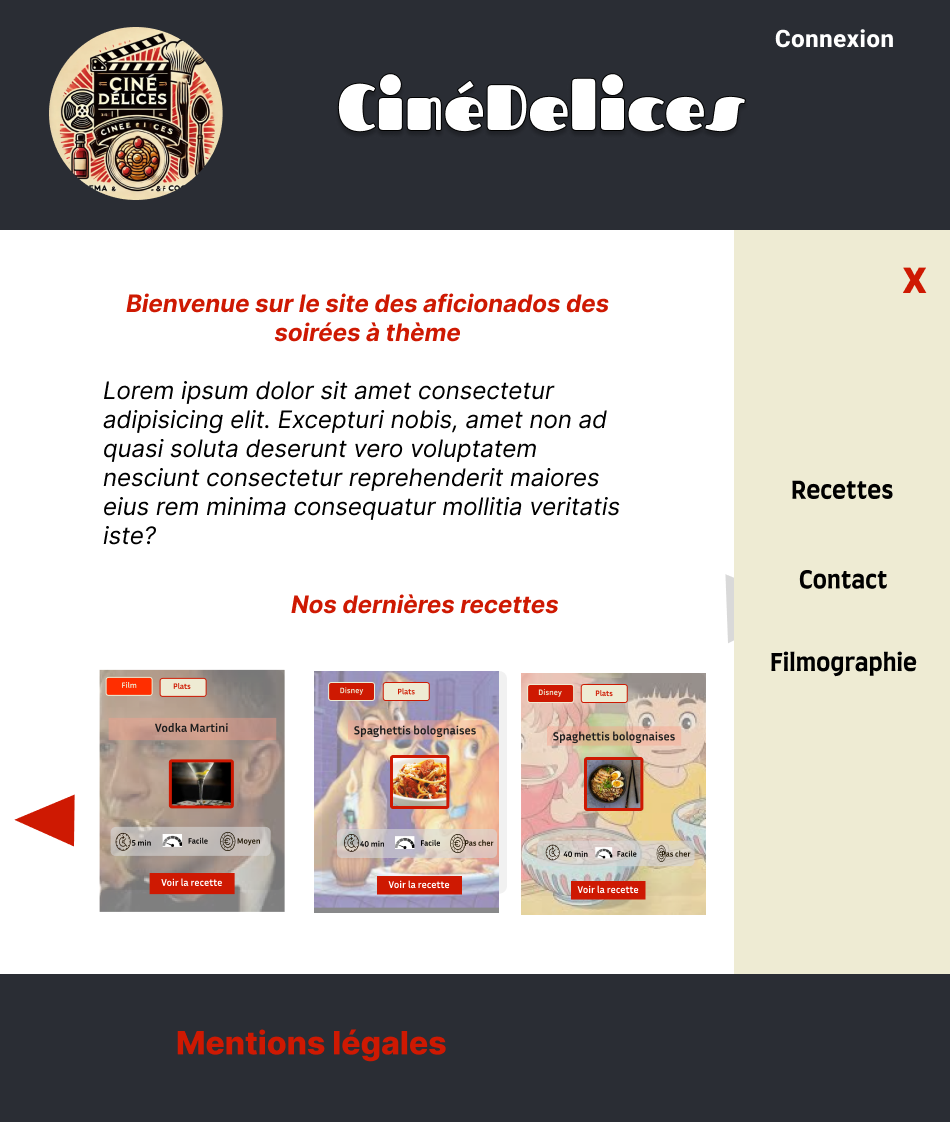 Connexion
CINÉ
DÉLICES
CinéDelices
X
Bienvenue sur le site des aficionados des
soirées à thème
Lorem ipsum dolor sit amet consectetur
adipisicing elit. Excepturi nobis, amet non ad
quasi soluta deserunt vero voluptatem
nesciunt consectetur reprehenderit maiores
eius rem minima consequatur mollitia veritatis
iste?
Recettes
Contact
Filmographie
Nos dernières recettes
Film Plats
Vodka Martini
5 min Facile Moyen
Voir la recette
Disney Plats
Spaghettis bolognaises
40 min Facile Pas cher
Voir la recette
Disney Plats
Spaghettis bolognaises
40 min Facile Pas cher
Voir la recette
Mentions légales